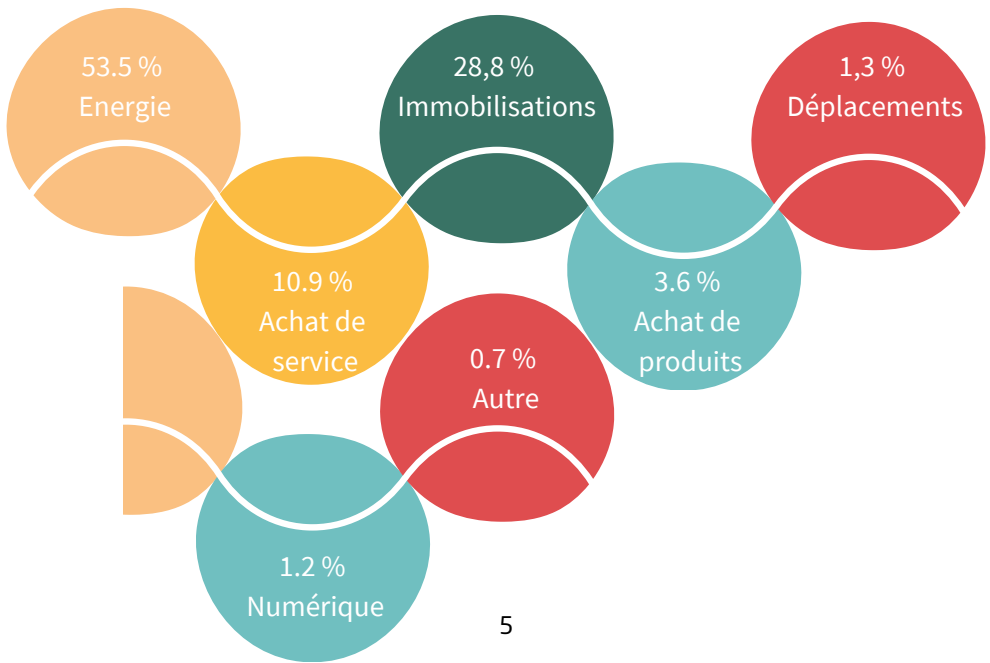 53.5 %
Energie
28,8 %
Immobilisations
1,3 %
Déplacements
10.9 %
Achat de
service
3.6 %
Achat de
produits
0.7 %
Autre
1.2 %
Numérique
5